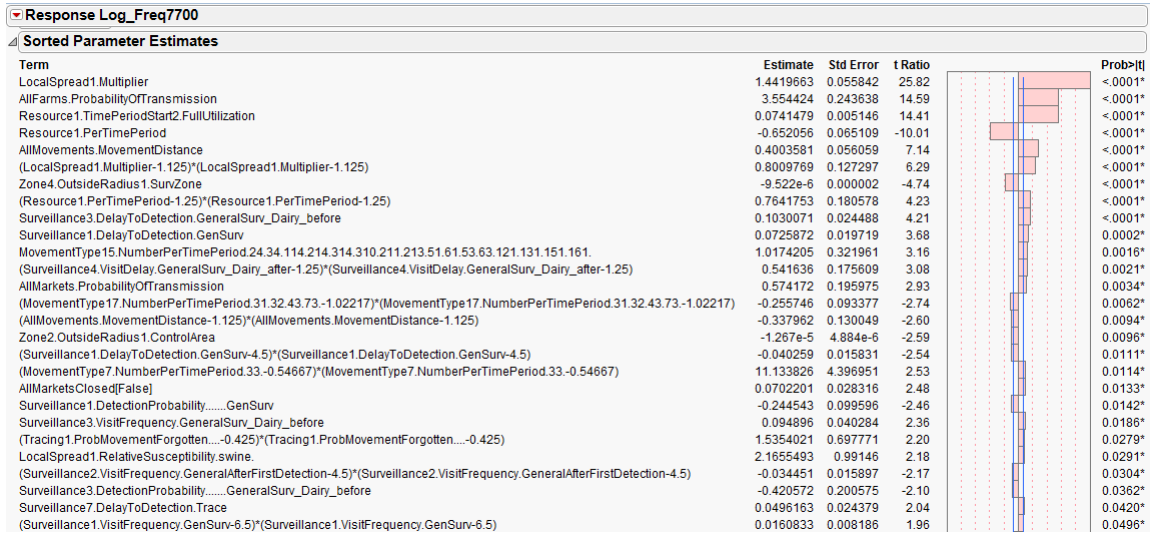 Response Log_Freq7700
Sorted Parameter Estimates
Term Estimate Std Error t Ratio Prob>|t|
LocalSpread1.Multiplier 1.4419663 0.055842 25.82 <.0001*
AllFarms.ProbabilityOfTransmission 3.554424 0.243638 14.59 <.0001*
Resource1.TimePeriodStart2.FullUtilization 0.0741479 0.005146 14.41 <.0001*
Resource1.PerTimePeriod -0.652056 0.065109 -10.01 <.0001*
AllMovements.MovementDistance 0.4003581 0.056059 7.14 <.0001*
(LocalSpread1.Multiplier-1.125)*(LocalSpread1.Multiplier-1.125) 0.8009769 0.127297 6.29 <.0001*
Zone4.OutsideRadius1.SurvZone -9.522e-6 0.000002 -4.74 <.0001*
(Resource1.PerTimePeriod-1.25)*(Resource1.PerTimePeriod-1.25) 0.7641753 0.180578 4.23 <.0001*
Surveillance3.DelayToDetection.GeneralSurv_Dairy_before 0.1030071 0.024488 4.21 <.0001*
Surveillance1.DelayToDetection.GenSurv 0.0725872 0.019719 3.68 0.0002*
MovementType15.NumberPerTimePeriod.24.34.114.214.314.310.211.213.51.61.53.63.121.131.151.161. 1.0174205 0.321961 3.16 0.0016*
(Surveillance4.VisitDelay.GeneralSurv_Dairy_after-1.25)*(Surveillance4.VisitDelay.GeneralSurv_Dairy_after-1.25) 0.541636 0.175609 3.08 0.0021*
AllMarkets.ProbabilityOfTransmission 0.574172 0.195975 2.93 0.0034*
(MovementType17.NumberPerTimePeriod.31.32.43.73.-1.02217)*(MovementType17.NumberPerTimePeriod.31.32.43.73.-1.02217) -0.255746 0.093377 -2.74 0.0062*
(AllMovements.MovementDistance-1.125)*(AllMovements.MovementDistance-1.125) -0.337962 0.130049 -2.60 0.0094*
Zone2.OutsideRadius1.ControlArea -1.267e-5 4.884e-6 -2.59 0.0096*
(Surveillance1.DelayToDetection.GenSurv-4.5)*(Surveillance1.DelayToDetection.GenSurv-4.5) -0.040259 0.015831 -2.54 0.0111*
(MovementType7.NumberPerTimePeriod.33.-0.54667)*(MovementType7.NumberPerTimePeriod.33.-0.54667) 11.133826 4.396951 2.53 0.0114*
AllMarketsClosed[False] 0.0702201 0.028316 2.48 0.0133*
Surveillance1.DetectionProbability.......GenSurv -0.244543 0.099596 -2.46 0.0142*
Surveillance3.VisitFrequency.GeneralSurv_Dairy_before 0.094896 0.040284 2.36 0.0186*
(Tracing1.ProbMovementForgotten....-0.425)*(Tracing1.ProbMovementForgotten....-0.425) 1.5354021 0.697771 2.20 0.0279*
LocalSpread1.RelativeSusceptibility.swine. 2.1655493 0.99146 2.18 0.0291*
(Surveillance2.VisitFrequency.GeneralAfterFirstDetection-4.5)*(Surveillance2.VisitFrequency.GeneralAfterFirstDetection-4.5) -0.034451 0.015897 -2.17 0.0304*
Surveillance3.DetectionProbability.......GeneralSurv_Dairy_before -0.420572 0.200575 -2.10 0.0362*
Surveillance7.DelayToDetection.Trace 0.0496163 0.024379 2.04 0.0420*
(Surveillance1.VisitFrequency.GenSurv-6.5)*(Surveillance1.VisitFrequency.GenSurv-6.5) 0.0160833 0.008186 1.96 0.0496*